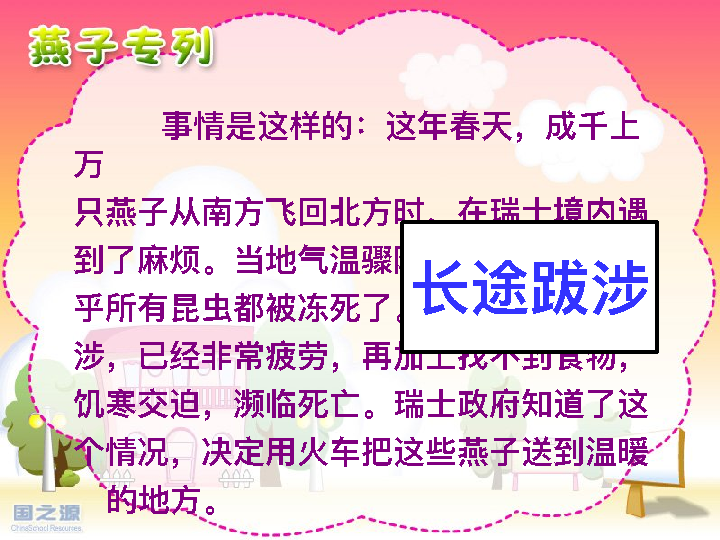 燕子专列
事情是这样的：这年春天，成千上
万
只燕子从南方飞回北方时，在瑞士境内遇
到了麻烦。当地气温骤
长途跋涉
乎所有昆虫都被冻死了。
涉，已经非常疲劳，再加上找不到食物，
饥寒交迫，濒临死亡。瑞士政府知道了这
个情况，决定用火车把这些燕子送到温暖
的地方。
国之源
ChinaSchool Resources